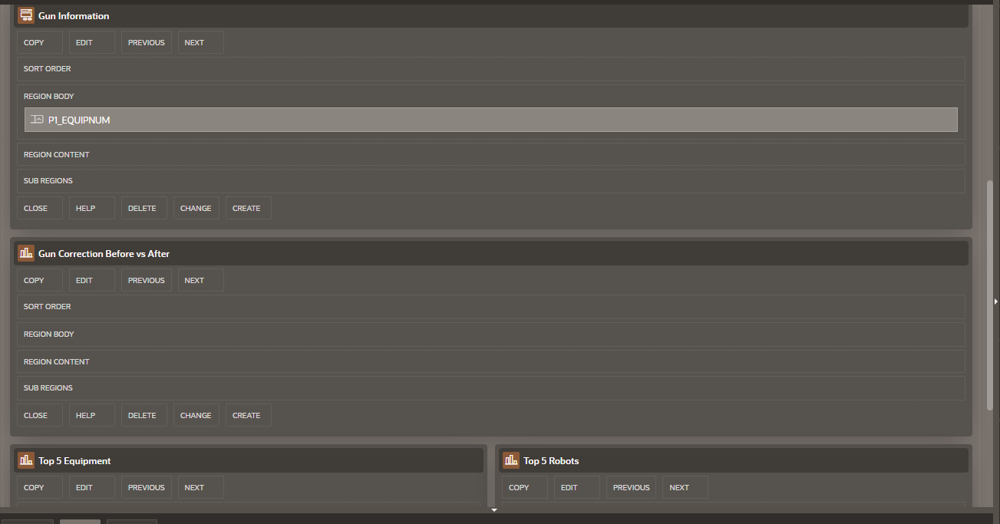 Gun Information
COPY EDIT PREVIOUS NEXT
SORT ORDER
REGION BODY
P1_EQUIPNUM
REGION CONTENT
SUB REGIONS
CLOSE HELP DELETE CHANGE CREATE
Gun Correction Before vs After
COPY EDIT PREVIOUS NEXT
SORT ORDER
REGION BODY
REGION CONTENT
SUB REGIONS
CLOSE HELP DELETE CHANGE CREATE
Top 5 Equipment Top 5 Robots
COPY EDIT PREVIOUS NEXT COPY EDIT PREVIOUS NEXT